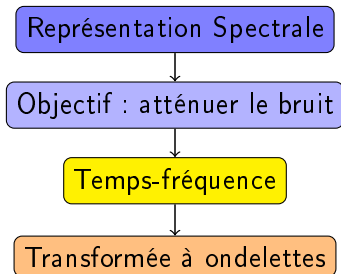 Représentation Spectrale
Objectif : atténuer le bruit
Temps-fréquence
Transformée à ondelettes